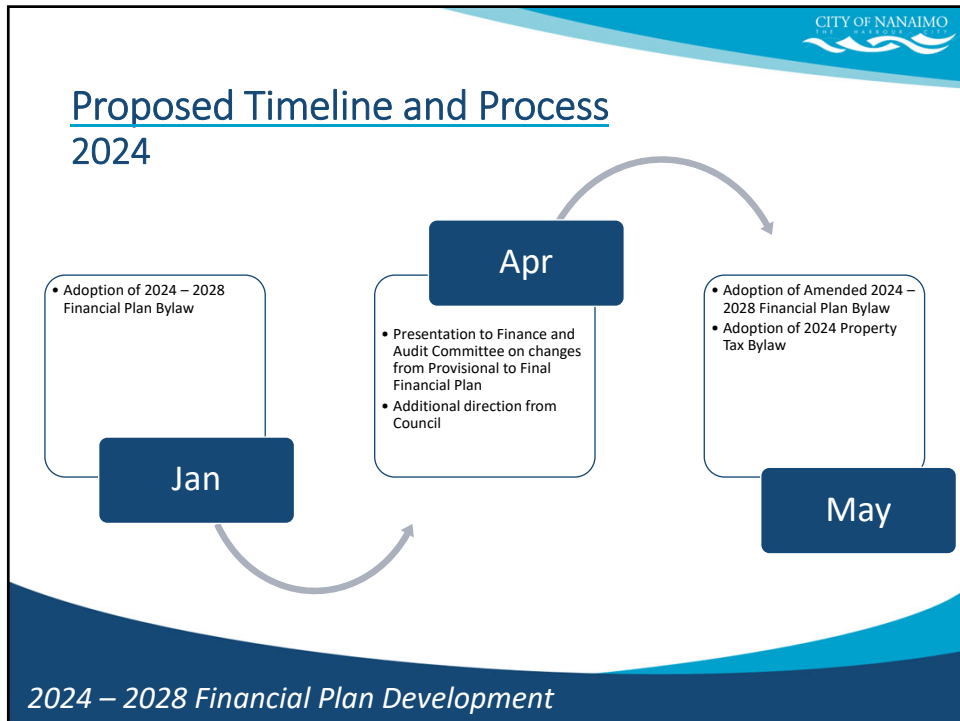 CITY OF NANAIMO
THE HARBOUR CITY
Proposed Timeline and Process
2024
• Adoption of 2024 – 2028
Financial Plan Bylaw
Jan
Apr
• Presentation to Finance and
Audit Committee on changes
from Provisional to Final
Financial Plan
• Additional direction from
Council
• Adoption of Amended 2024 –
2028 Financial Plan Bylaw
• Adoption of 2024 Property
Tax Bylaw
May
2024 – 2028 Financial Plan Development